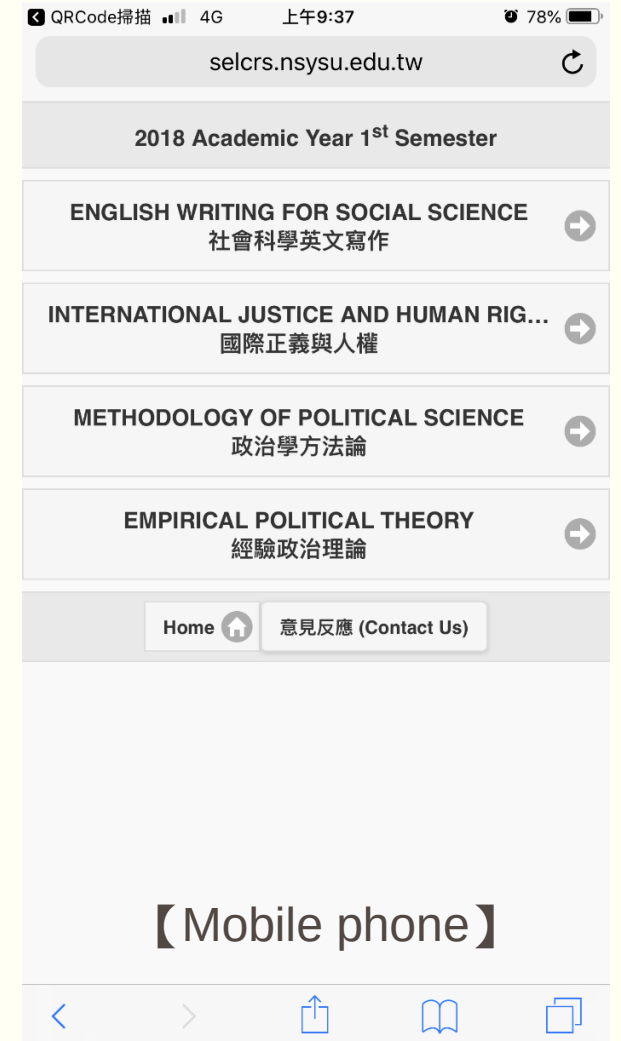 QRCode掃描 4G 上午9:37 78%
selcrs.nsysu.edu.tw
2018 Academic Year 1st Semester
ENGLISH WRITING FOR SOCIAL SCIENCE
社會科學英文寫作
INTERNATIONAL JUSTICE AND HUMAN RIG...
國際正義與人權
METHODOLOGY OF POLITICAL SCIENCE
政治學方法論
EMPIRICAL POLITICAL THEORY
經驗政治理論
Home 意見反應 (Contact Us)
【Mobile phone】